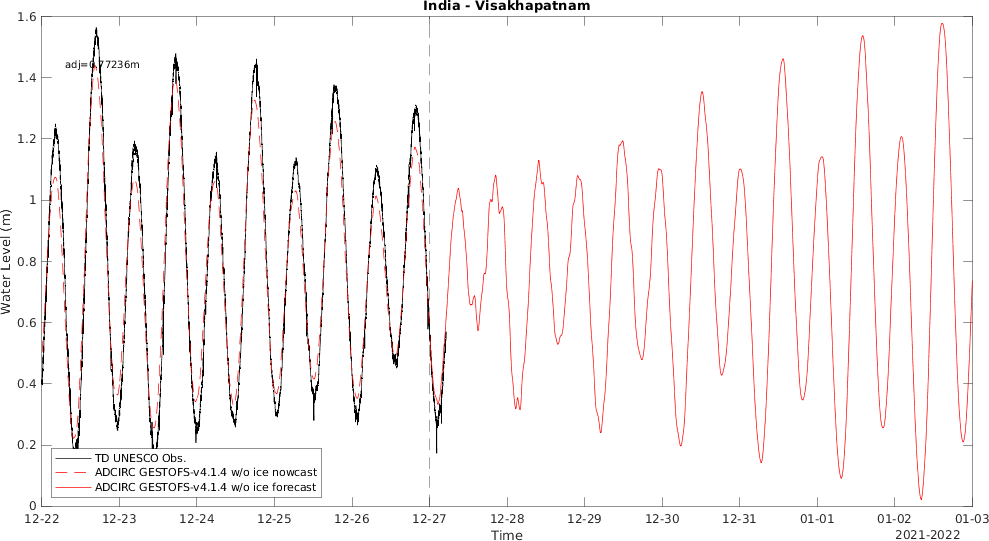 India - Visakhapatnam
1.6
1.4
1.2
1
0.8
0.6
0.4
0.2
0
Water Level (m)
adj=0.77236m
TD UNESCO Obs.
ADCIRC GESTOFS-v4.1.4 w/o ice nowcast
ADCIRC GESTOFS-v4.1.4 w/o ice forecast
12-22 12-23 12-24 12-25 12-26 12-27 12-28 12-29 12-30 12-31 01-01 01-02 01-03
Time
2021-2022